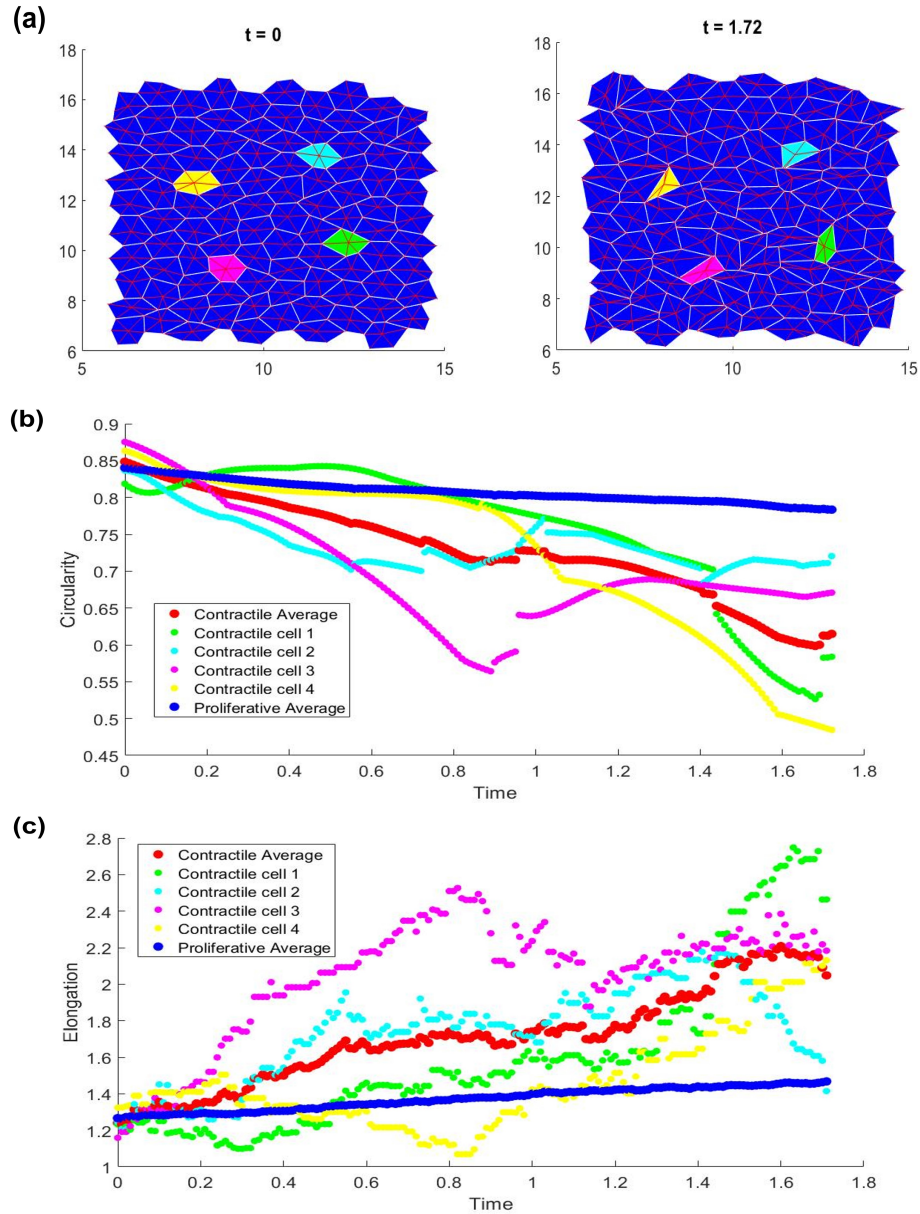 (a)
t = 0
t = 1.72
18
16
14
12
10
8
6
5
10
15
18
16
14
12
10
8
6
5
10
15
(b)
0.9
0.85
0.8
0.75
0.7
0.65
0.6
0.55
0.5
0.45
Circularity
Contractile Average
Contractile cell 1
Contractile cell 2
Contractile cell 3
Contractile cell 4
Proliferative Average
0
0.2
0.4
0.6
0.8
1
1.2
1.4
1.6
1.8
Time
(c)
2.8
2.6
2.4
2.2
2
1.8
1.6
1.4
1.2
1
Elongation
Contractile Average
Contractile cell 1
Contractile cell 2
Contractile cell 3
Contractile cell 4
Proliferative Average
0
0.2
0.4
0.6
0.8
1
1.2
1.4
1.6
1.8
Time